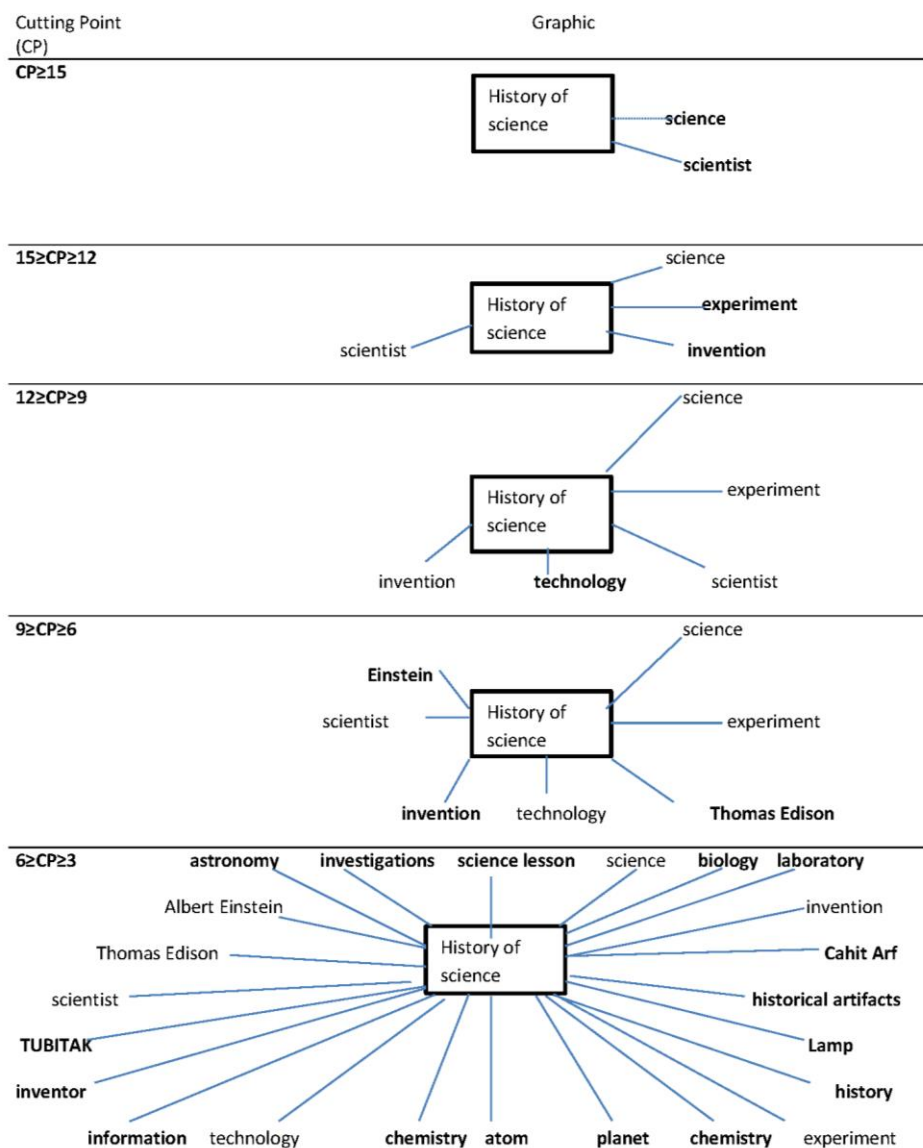 Cutting Point
(CP)
Graphic
CP≥15
History of
science
science
scientist
15≥CP≥12
science
History of
science
experiment
scientist
invention
12≥CP≥9
science
History of
science
experiment
invention
technology
scientist
9≥CP≥6
science
Einstein
scientist
History of
science
experiment
invention
technology
Thomas Edison
6≥CP≥3
astronomy
investigations
science lesson
science
biology
laboratory
Albert Einstein
invention
Thomas Edison
History of
science
Cahit Arf
scientist
historical artifacts
TUBITAK
Lamp
inventor
history
information
technology
chemistry
atom
planet
chemistry
experiment